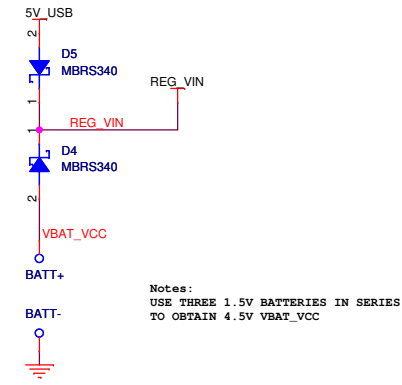 5V_USB
2
D5
MBRS340
REG_VIN
1
REG_VIN
1
D4
MBRS340
2
VBAT_VCC
BATT+
Notes:
USE THREE 1.5V BATTERIES IN SERIES
TO OBTAIN 4.5V VBAT_VCC
BATT-